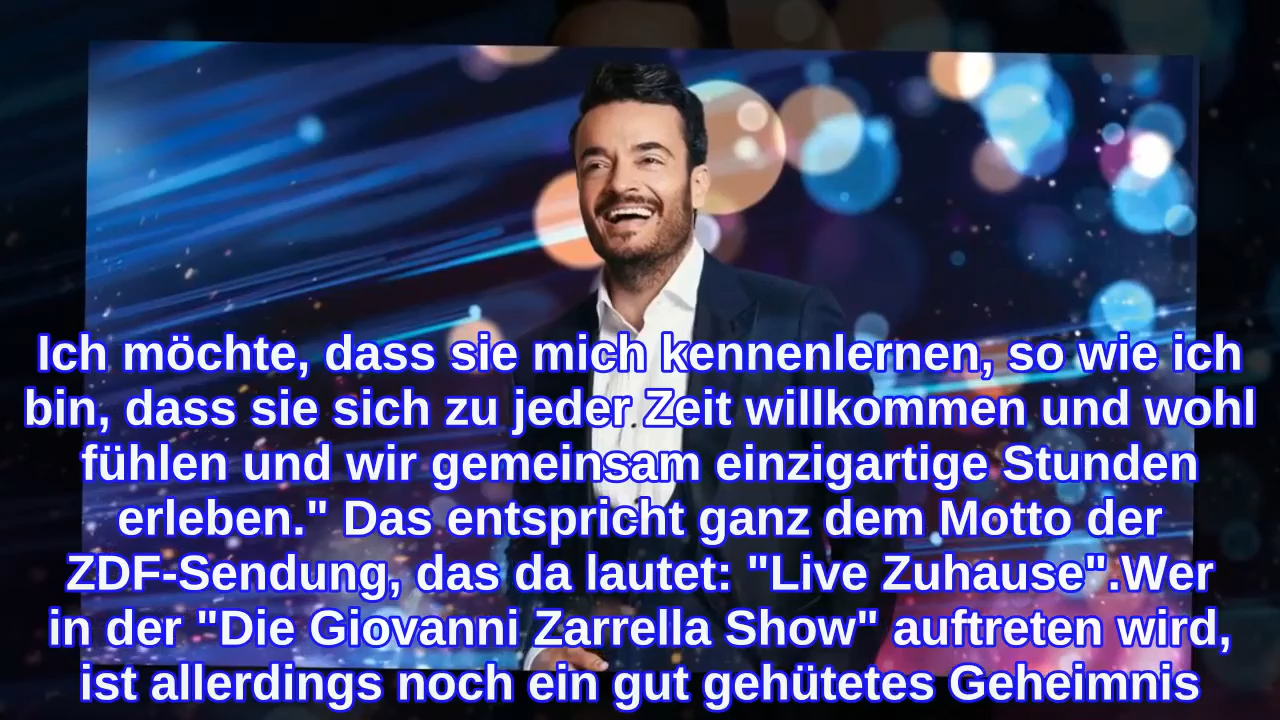 Ich möchte, dass sie mich kennenlernen, so wie ich
bin, dass sie sich zu jeder Zeit willkommen und wohl
fühlen und wir gemeinsam einzigartige Stunden
erleben." Das entspricht ganz dem Motto der
ZDF-Sendung, das da lautet: "Live Zuhause".Wer
in der "Die Giovanni Zarrella Show" auftreten wird,
ist allerdings noch ein gut gehütetes Geheimnis